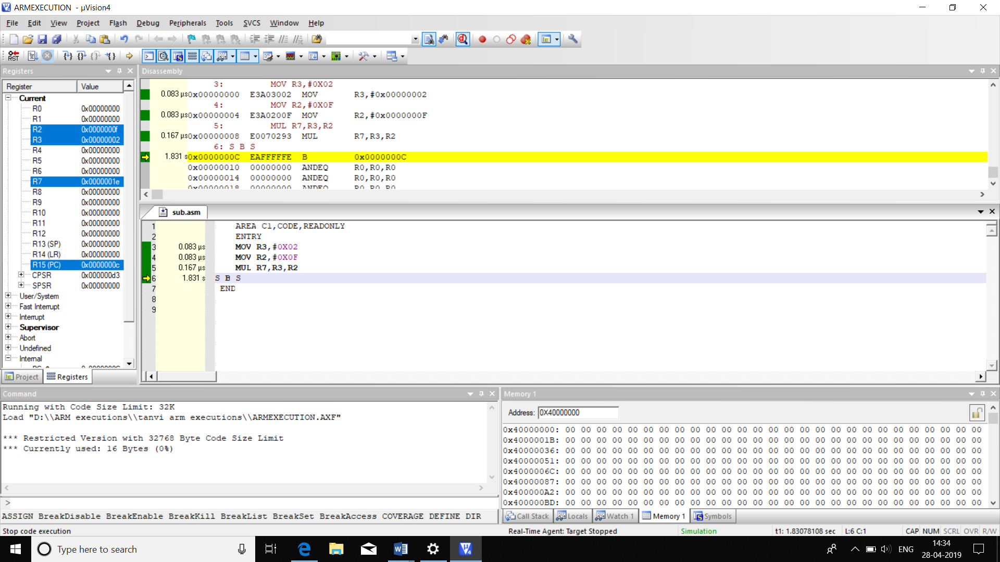 ARMEXECUTION - µVision4
File Edit View Project Flash Debug Peripherals Tools SVCS Window Help
RST
Registers
Register Value
Current
R0 0x00000000
R1 0x00000000
R2 0x0000000f
R3 0x00000002
R4 0x00000000
R5 0x00000000
R6 0x00000000
R7 0x0000001e
R8 0x00000000
R9 0x00000000
R10 0x00000000
R11 0x00000000
R12 0x00000000
R13 (SP) 0x00000000
R14 (LR) 0x00000000
R15 (PC) 0x0000000c
CPSR 0x000000d3
SPSR 0x00000000
User/System
Fast Interrupt
Interrupt
Supervisor
Abort
Undefined
Internal
Project Registers
Disassembly
3: MOV R3,#0X02
0.083 µs 0x00000000 E3A03002 MOV R3,#0x00000002
4: MOV R2,#0X0F
0.083 µs 0x00000004 E3A0200F MOV R2,#0x0000000F
5: MUL R7,R3,R2
0.167 µs 0x00000008 E0070293 MUL R7,R3,R2
6: S B S
1.831 s 0x0000000C EAFFFFFE B 0x0000000C
0x00000010 00000000 ANDEQ R0,R0,R0
0x00000014 00000000 ANDEQ R0,R0,R0
0x00000018 00000000 ANDEQ R0,R0,R0
sub.asm
1 AREA C1,CODE,READONLY
2 ENTRY
3 0.083 µs MOV R3,#0X02
4 0.083 µs MOV R2,#0X0F
5 0.167 µs MUL R7,R3,R2
6 1.831 s S B S
7 END
8
9
Command
Running with Code Size Limit: 32K
Load "D:\\ARM executions\\tanvi arm executions\\ARMEXECUTION.AXF"
*** Restricted Version with 32768 Byte Code Size Limit
*** Currently used: 16 Bytes (0%)
>
ASSIGN BreakDisable BreakEnable BreakKill BreakList BreakSet BreakAccess COVERAGE DEFINE DIR
Memory 1
Address: 0X40000000
0x40000000: 00 00 00 00 00 00 00 00 00 00 00 00 00 00 00 00 00 00 00 00 00 00 00 00 00 00 00
0x4000001B: 00 00 00 00 00 00 00 00 00 00 00 00 00 00 00 00 00 00 00 00 00 00 00 00 00 00 00
0x40000036: 00 00 00 00 00 00 00 00 00 00 00 00 00 00 00 00 00 00 00 00 00 00 00 00 00 00 00
0x40000051: 00 00 00 00 00 00 00 00 00 00 00 00 00 00 00 00 00 00 00 00 00 00 00 00 00 00 00
0x4000006C: 00 00 00 00 00 00 00 00 00 00 00 00 00 00 00 00 00 00 00 00 00 00 00 00 00 00 00
0x40000087: 00 00 00 00 00 00 00 00 00 00 00 00 00 00 00 00 00 00 00 00 00 00 00 00 00 00 00
0x400000A2: 00 00 00 00 00 00 00 00 00 00 00 00 00 00 00 00 00 00 00 00 00 00 00 00 00 00 00
0x400000BD: 00 00 00 00 00 00 00 00 00 00 00 00 00 00 00 00 00 00 00 00 00 00 00 00 00 00 00
Call Stack Locals Watch 1 Memory 1 Symbols
Stop code execution Real-Time Agent: Target Stopped Simulation t1: 1.83078108 sec L:6 C:1 CAP NUM SCRL OVR R/W
Type here to search
ENG
14:34
28-04-2019